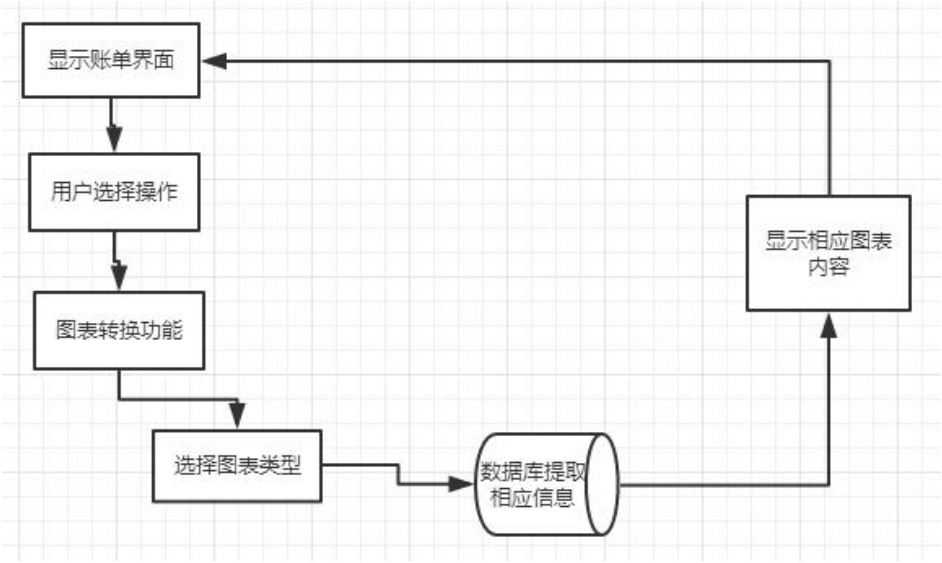 显示账单界面
用户选择操作
图表转换功能
选择图表类型
数据库提取
相应信息
显示相应图表
内容